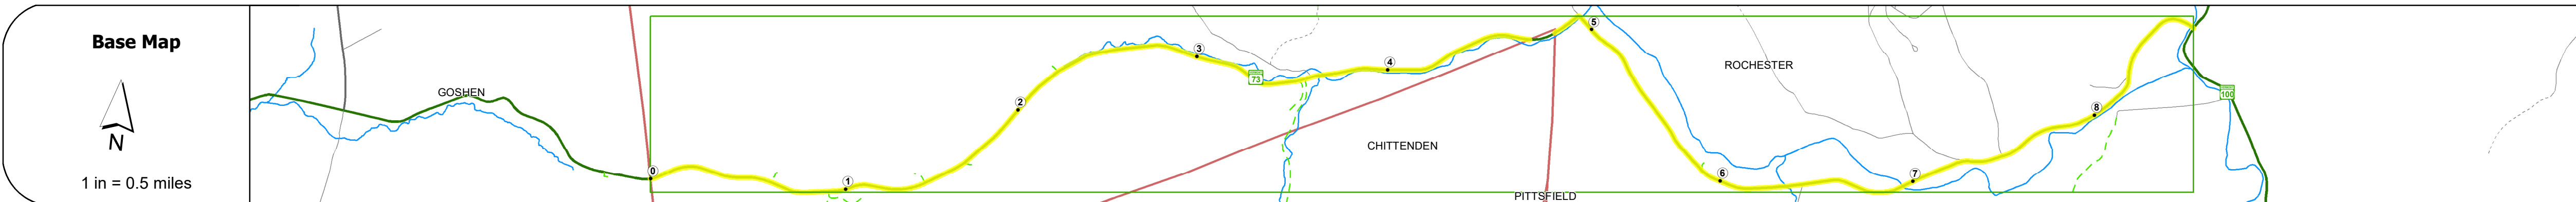 Base Map
N
1 in = 0.5 miles
GOSHEN
0
1
2
3
73
4
5
ROCHESTER
CHITTENDEN
PITTSFIELD
6
7
8
100